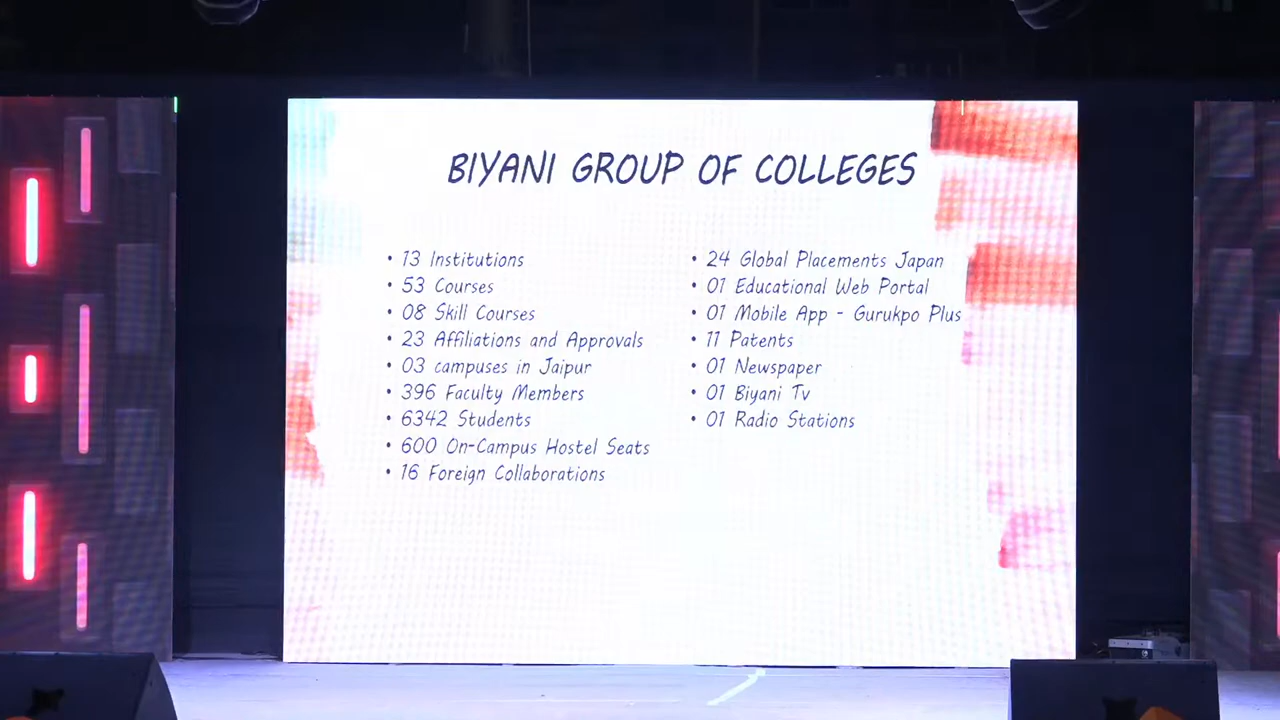 BIYANI GROUP OF COLLEGES
• 13 Institutions
• 53 Courses
• 08 Skill Courses
• 23 Affiliations and Approvals
• 03 campuses in Jaipur
• 396 Faculty Members
• 6342 Students
• 600 On-Campus Hostel Seats
• 16 Foreign Collaborations
• 24 Global Placements Japan
• 01 Educational Web Portal
• 01 Mobile App - Gurukpo Plus
• 11 Patents
• 01 Newspaper
• 01 Biyani Tv
• 01 Radio Stations